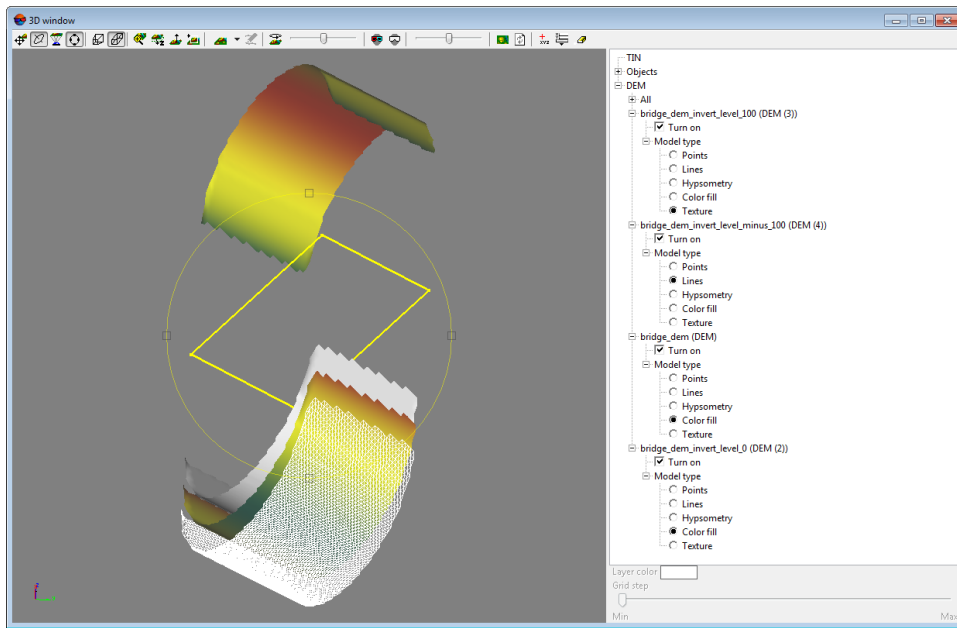 3D window
TIN
Objects
DEM
All
bridge_dem_invert_level_100 (DEM (3))
Turn on
Model type
Points
Lines
Hypsometry
Color fill
Texture
bridge_dem_invert_level_minus_100 (DEM (4))
Turn on
Model type
Points
Lines
Hypsometry
Color fill
Texture
bridge_dem (DEM)
Turn on
Model type
Points
Lines
Hypsometry
Color fill
Texture
bridge_dem_invert_level_0 (DEM (2))
Turn on
Model type
Points
Lines
Hypsometry
Color fill
Texture
Layer color
Grid step
Min Max